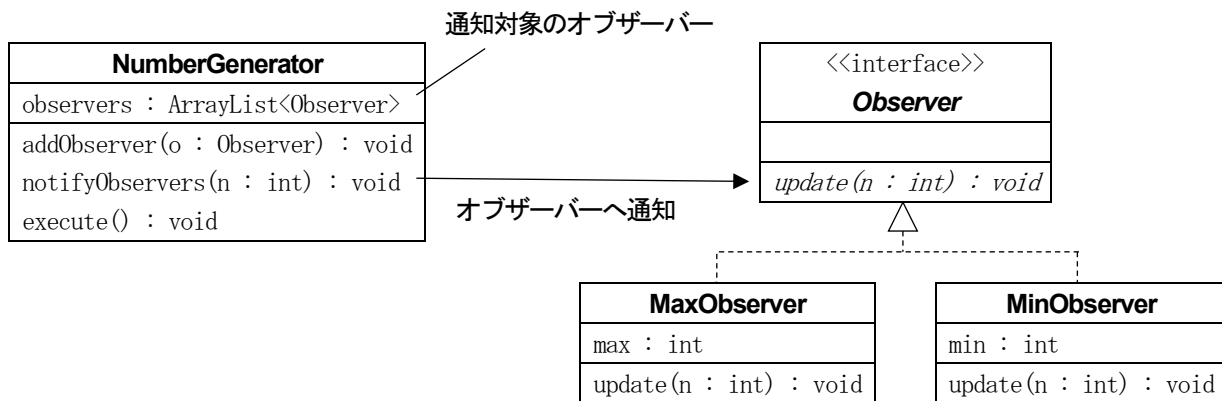 通知対象のオブザーバー
NumberGenerator
observers : ArrayList<Observer>
addObserver(o : Observer) : void
notifyObservers(n : int) : void
execute() : void
オブザーバーへ通知
<<interface>>
Observer
update(n : int) : void
MaxObserver
max : int
update(n : int) : void
MinObserver
min : int
update(n : int) : void